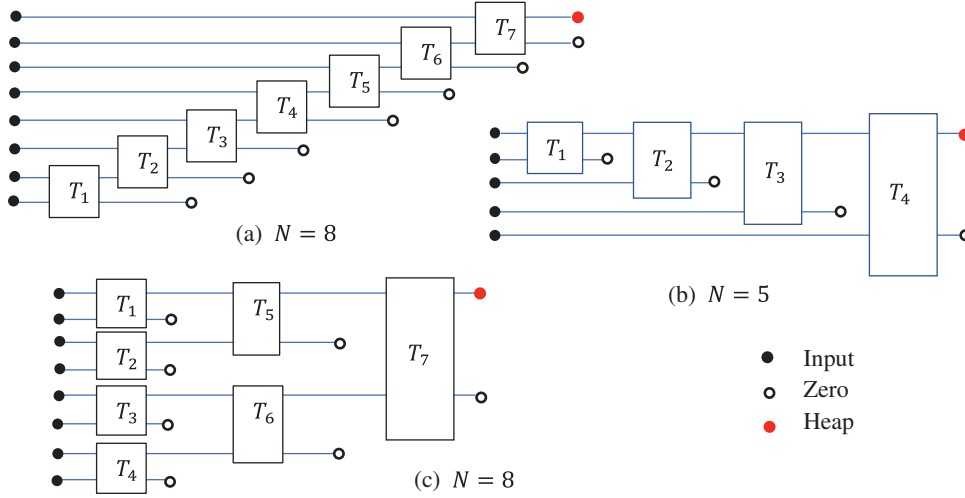 T₇
T₆
T₅
T₄
T₃
T₂
T₁
(a) N = 8
T₁
T₂
T₃
T₄
(b) N = 5
T₁
T₅
T₂
T₇
T₃
T₆
T₄
(c) N = 8
Input
Zero
Heap